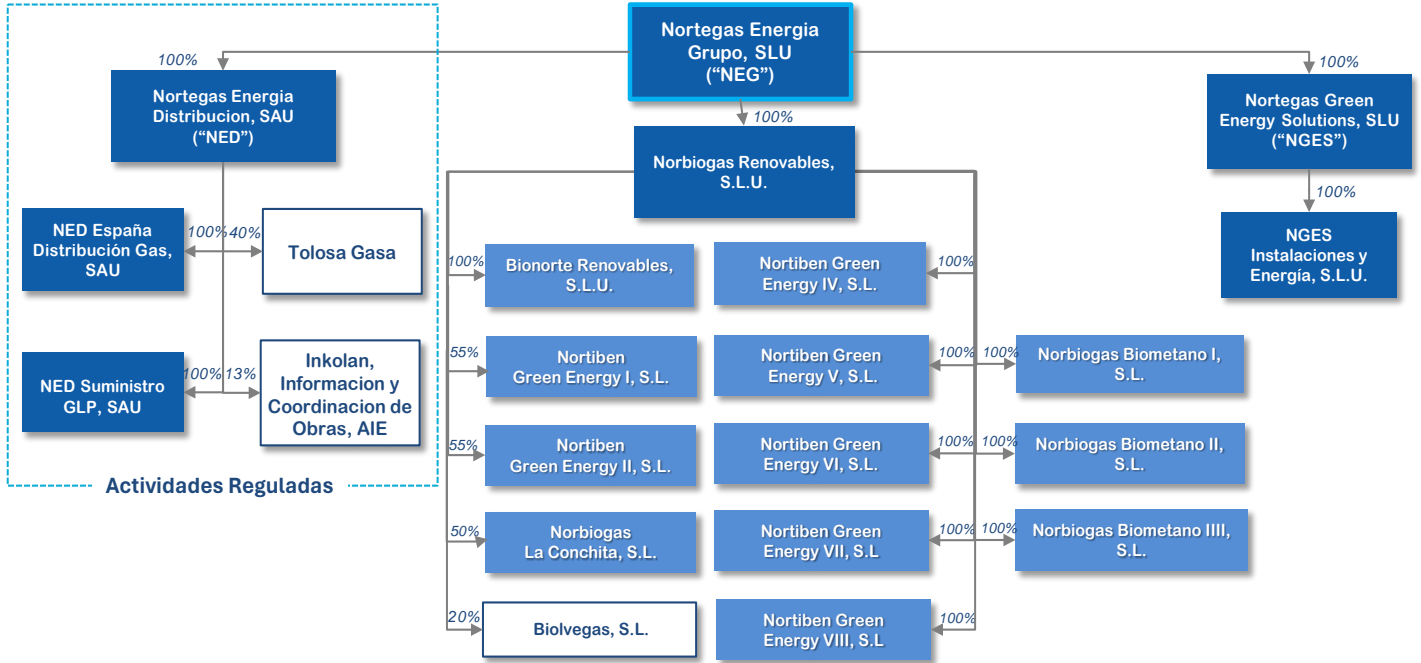 Nortegas Energia
Grupo, SLU
(“NEG”)
100%
100%
100%
Nortegas Energia
Distribucion, SAU
(“NED”)
Norbiogas Renovables,
S.L.U.
Nortegas Green
Energy Solutions, SLU
(“NGES”)
100%
NED España
Distribución Gas,
SAU
100%
40%
Tolosa Gasa
NGES
Instalaciones y
Energía, S.L.U.
NED Suministro
GLP, SAU
100%
13%
Inkolan,
Informacion y
Coordinacion de
Obras, AIE
Actividades Reguladas
100%
Bionorte Renovables,
S.L.U.
55%
Nortiben
Green Energy I, S.L.
55%
Nortiben
Green Energy II, S.L.
50%
Norbiogas
La Conchita, S.L.
20%
Biolvegas, S.L.
Nortiben Green
Energy IV, S.L.
100%
Nortiben Green
Energy V, S.L.
100%
Nortiben Green
Energy VI, S.L.
100%
Nortiben Green
Energy VII, S.L
100%
Nortiben Green
Energy VIII, S.L
100%
100%
Norbiogas Biometano I,
S.L.
100%
Norbiogas Biometano II,
S.L.
100%
Norbiogas Biometano IIII,
S.L.